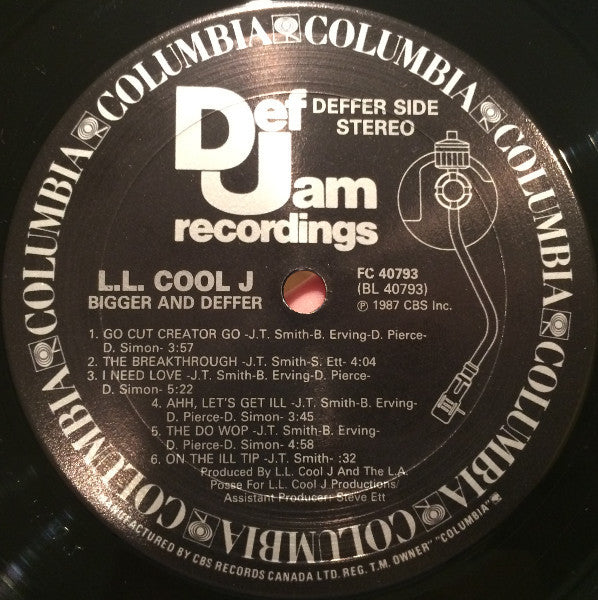 COLUMBIA COLUMBIA COLUMBIA COLUMBIA COLUMBIA COLUMBIA COLUMBIA COLUMBIA
Def Jam
recordings
DEFFER SIDE
STEREO
L.L. COOL J
BIGGER AND DEFFER
FC 40793
(BL 40793)
℗ 1987 CBS Inc.
1. GO CUT CREATOR GO -J.T. Smith-B. Erving-D. Pierce-
D. Simon- 3:57
2. THE BREAKTHROUGH -J.T. Smith-S. Ett- 4:04
3. I NEED LOVE -J.T. Smith-B. Erving-D. Pierce-
D. Simon- 5:22
4. AHH, LET'S GET ILL -J.T. Smith-B. Erving-
D. Pierce-D. Simon- 3:45
5. THE DO WOP -J.T. Smith-B. Erving-
D. Pierce-D. Simon- 4:58
6. ON THE ILL TIP -J.T. Smith- :32
Produced By L.L. Cool J And The L.A.
Posse For L.L. Cool J Productions
Assistant Producer: Steve Ett
MANUFACTURED BY CBS RECORDS CANADA LTD. REG. T.M. OWNER "COLUMBIA"